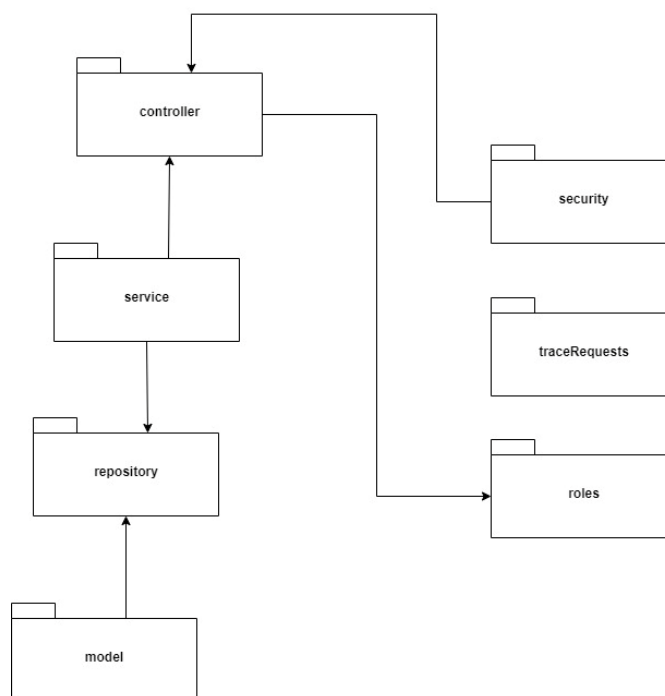 controller
security
service
traceRequests
repository
roles
model